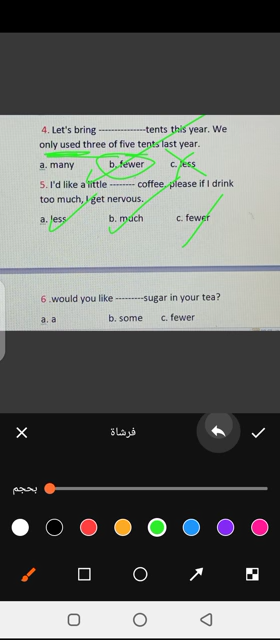 4. Let's bring ---------------tents this year. We
only used three of five tents last year.
a. many b. fewer c. less
5. I'd like a little -------- coffee, please if I drink
too much, I get nervous.
a. less b. much c. fewer
6 .would you like ---------sugar in your tea?
a. a b. some c. fewer
فرشاة
بحجم